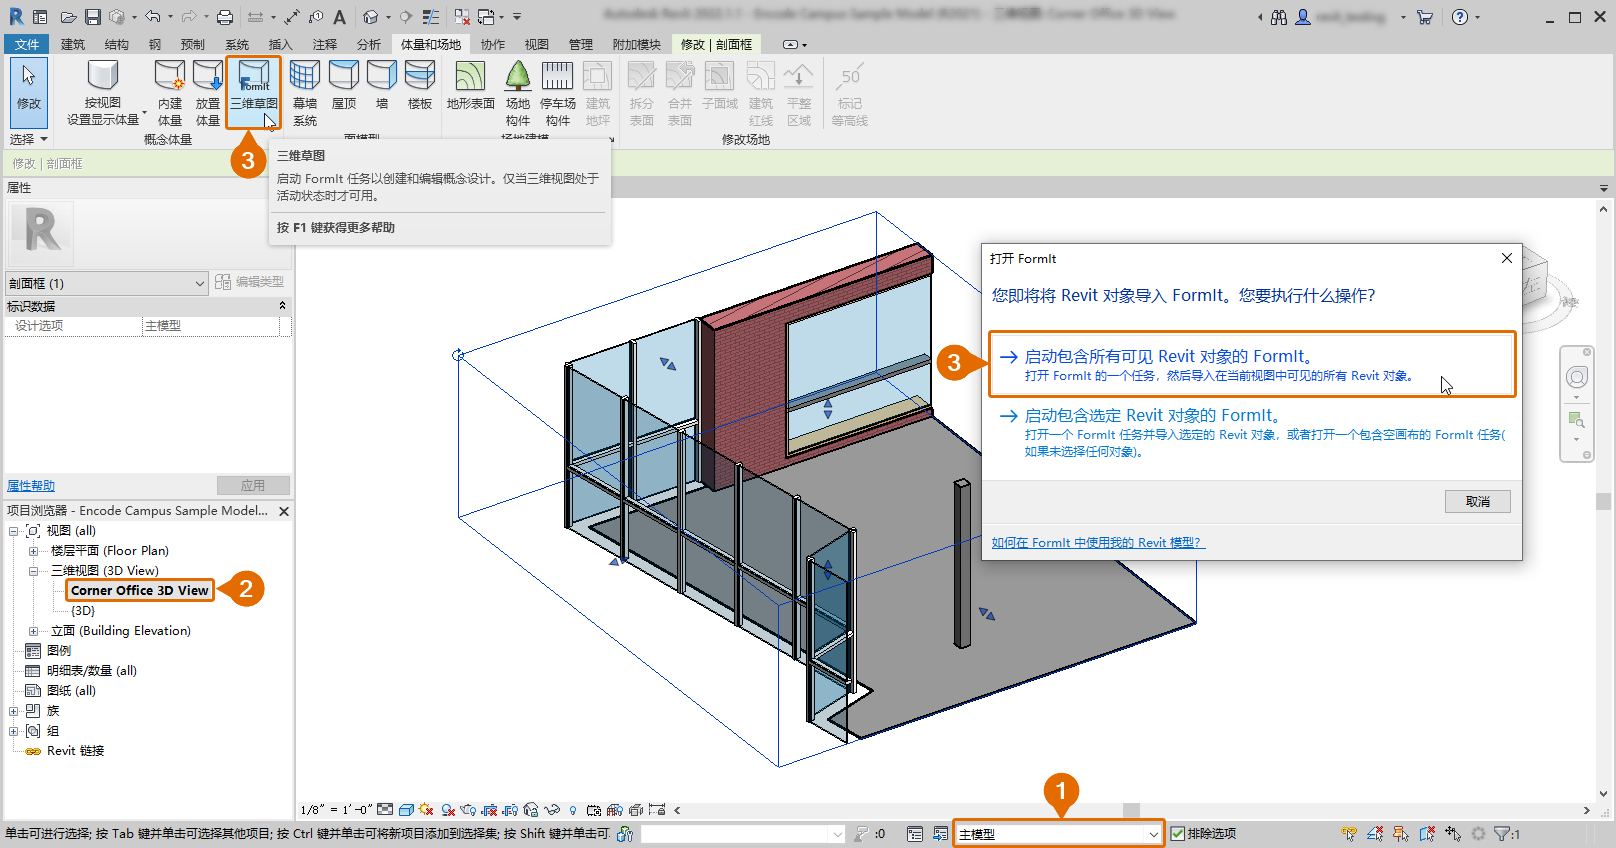 Autodesk Revit 2022.1.1 - Encode Campus Sample Model (R2021) - 三维视图: Corner Office 3D View
文件 建筑 结构 钢 预制 系统 插入 注释 分析 体量和场地 协作 视图 管理 附加模块 修改 | 剖面框
修改
选择
按视图
设置显示体量
内建
体量
放置
体量
FormIt
三维草图
概念体量
幕墙
系统
屋顶
墙
楼板
面模型
地形表面
场地
构件
停车场
构件
建筑
地坪
场地建模
拆分
表面
合并
表面
子面域
建筑
红线
平整
区域
50
标记
等高线
修改场地
3
修改 | 剖面框
三维草图
启动 FormIt 任务以创建和编辑概念设计。仅当三维视图处于
活动状态时才可用。
按 F1 键获得更多帮助
属性
R
剖面框 (1)
编辑类型
标识数据
设计选项 主模型
属性帮助
应用
项目浏览器 - Encode Campus Sample Model...
视图 (all)
楼层平面 (Floor Plan)
三维视图 (3D View)
Corner Office 3D View
2
{3D}
立面 (Building Elevation)
图例
明细表/数量 (all)
图纸 (all)
族
组
Revit 链接
打开 FormIt
您即将将 Revit 对象导入 FormIt。您要执行什么操作?
3
启动包含所有可见 Revit 对象的 FormIt。
打开 FormIt 的一个任务，然后导入在当前视图中可见的所有 Revit 对象。
启动包含选定 Revit 对象的 FormIt。
打开一个 FormIt 任务并导入选定的 Revit 对象，或者打开一个包含空画布的 FormIt 任务(
如果未选择任何对象)。
取消
如何在 FormIt 中使用我的 Revit 模型?
左
1/8" = 1'-0"
1
单击可进行选择; 按 Tab 键并单击可选择其他项目; 按 Ctrl 键并单击可将新项目添加到选择集; 按 Shift 键并单击可
:0
主模型
排除选项
:1